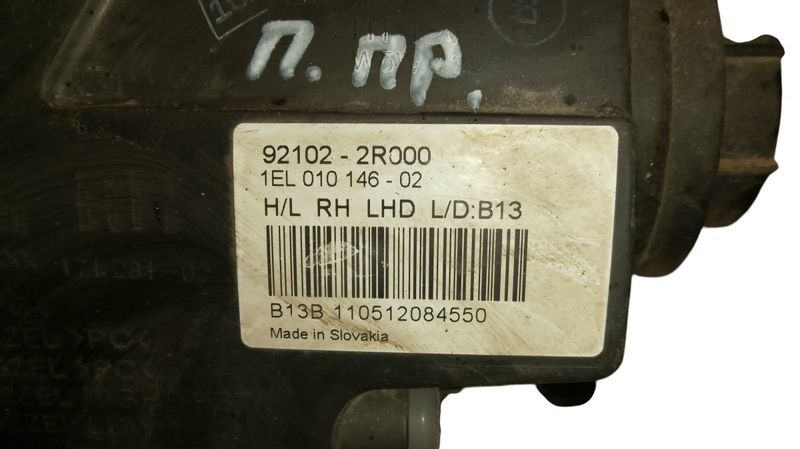 П. ПР.
92102 - 2R000
1EL 010 146 - 02
H/L RH LHD L/D:B13
B13B 110512084550
Made in Slovakia